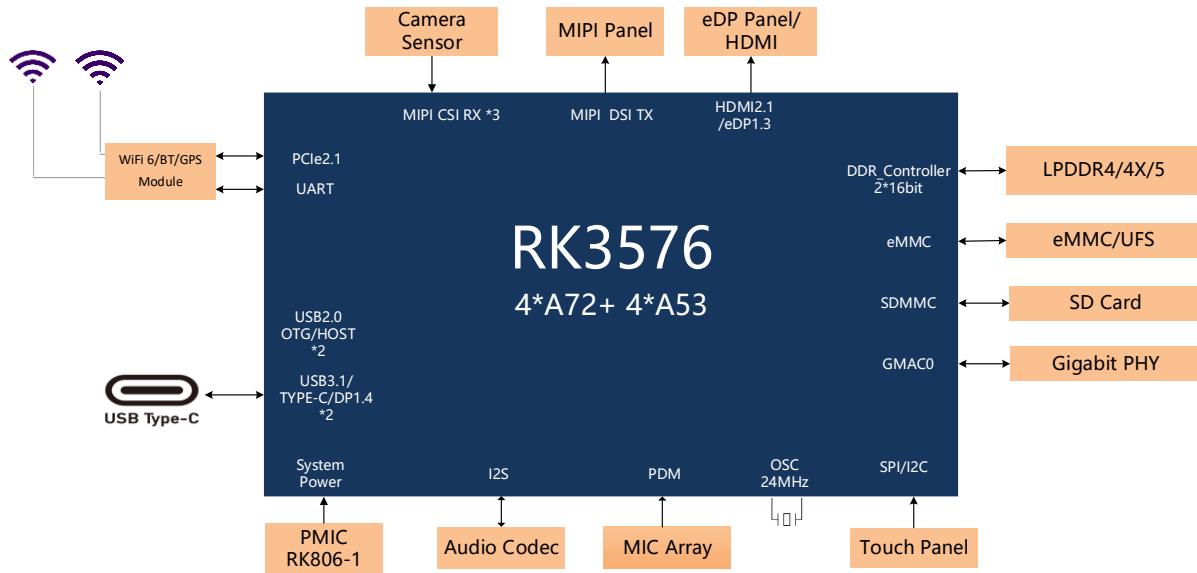 Camera
Sensor
MIPI Panel
eDP Panel/
HDMI
MIPI CSI RX *3
MIPI DSI TX
HDMI2.1
/eDP1.3
WiFi 6/BT/GPS
Module
PCIe2.1
UART
DDR_Controller
2*16bit
LPDDR4/4X/5
RK3576
4*A72+ 4*A53
eMMC
eMMC/UFS
SDMMC
SD Card
GMAC0
Gigabit PHY
USB2.0
OTG/HOST
*2
USB3.1/
TYPE-C/DP1.4
*2
USB Type-C
System
Power
I2S
PDM
OSC
24MHz
SPI/I2C
PMIC
RK806-1
Audio Codec
MIC Array
Touch Panel